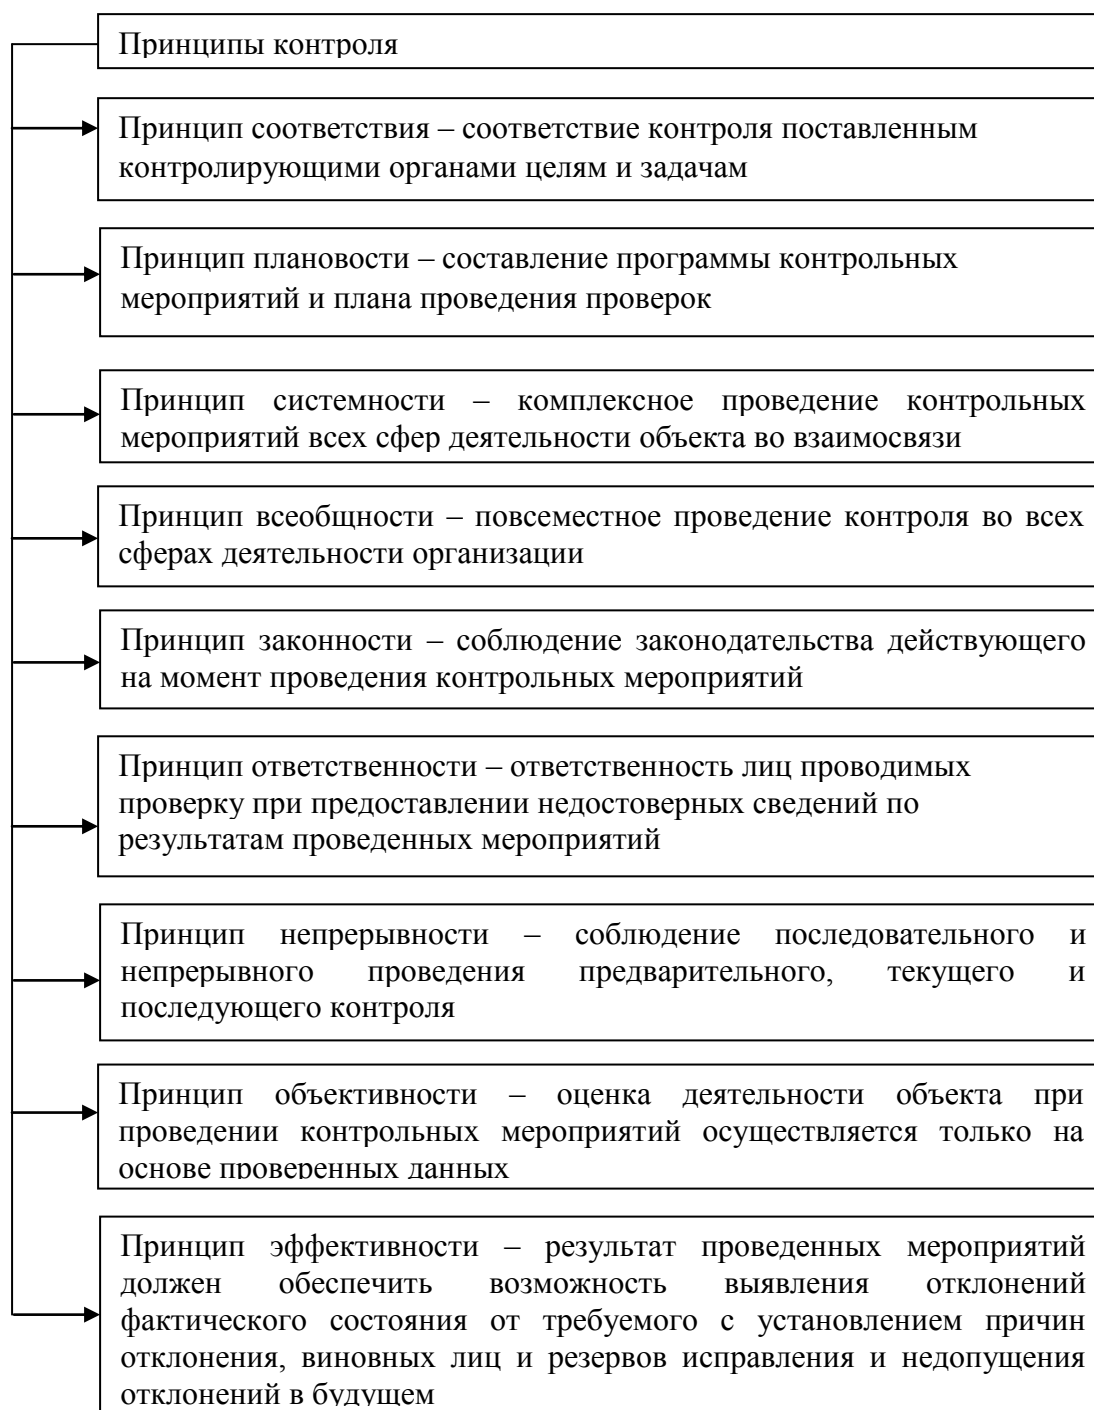 Принципы контроля
Принцип соответствия – соответствие контроля поставленным
контролирующими органами целям и задачам
Принцип плановости – составление программы контрольных
мероприятий и плана проведения проверок
Принцип системности – комплексное проведение контрольных
мероприятий всех сфер деятельности объекта во взаимосвязи
Принцип всеобщности – повсеместное проведение контроля во всех
сферах деятельности организации
Принцип законности – соблюдение законодательства действующего
на момент проведения контрольных мероприятий
Принцип ответственности – ответственность лиц проводимых
проверку при предоставлении недостоверных сведений по
результатам проведенных мероприятий
Принцип непрерывности – соблюдение последовательного и
непрерывного проведения предварительного, текущего и
последующего контроля
Принцип объективности – оценка деятельности объекта при
проведении контрольных мероприятий осуществляется только на
основе проверенных данных
Принцип эффективности – результат проведенных мероприятий
должен обеспечить возможность выявления отклонений
фактического состояния от требуемого с установлением причин
отклонения, виновных лиц и резервов исправления и недопущения
отклонений в будущем